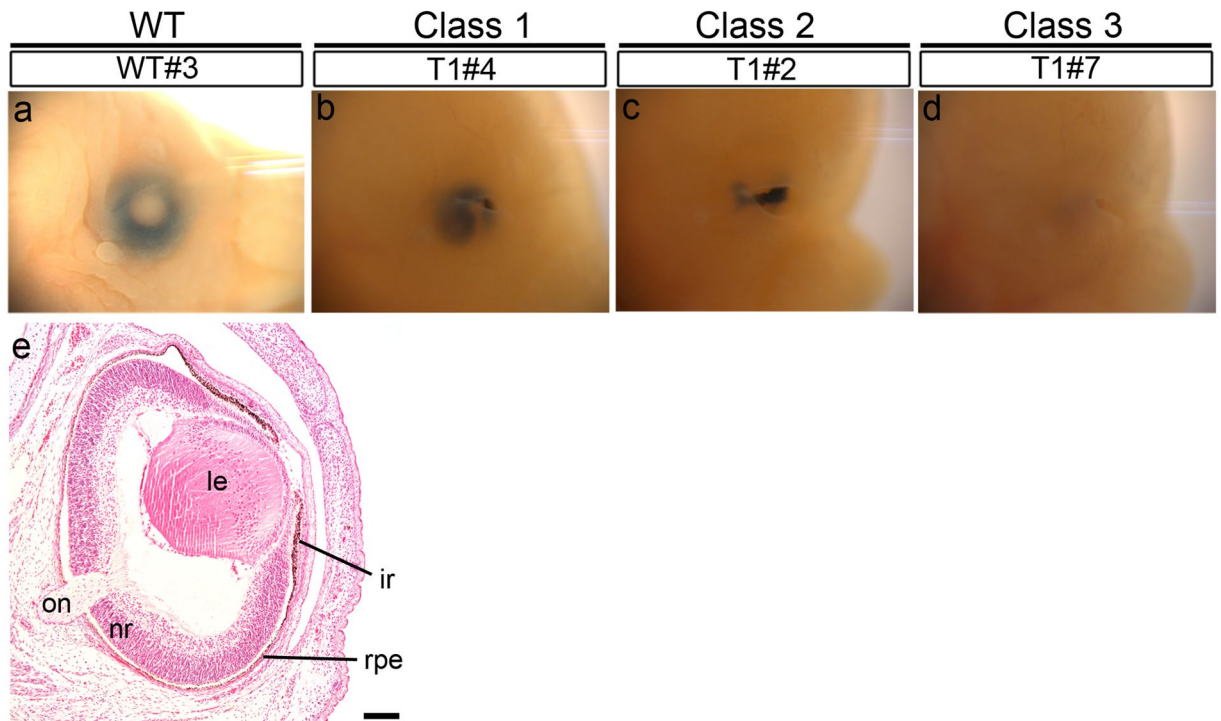 WT Class 1 Class 2 Class 3
WT#3 T1#4 T1#2 T1#7
a b c d
e
le
ir
on
nr
rpe